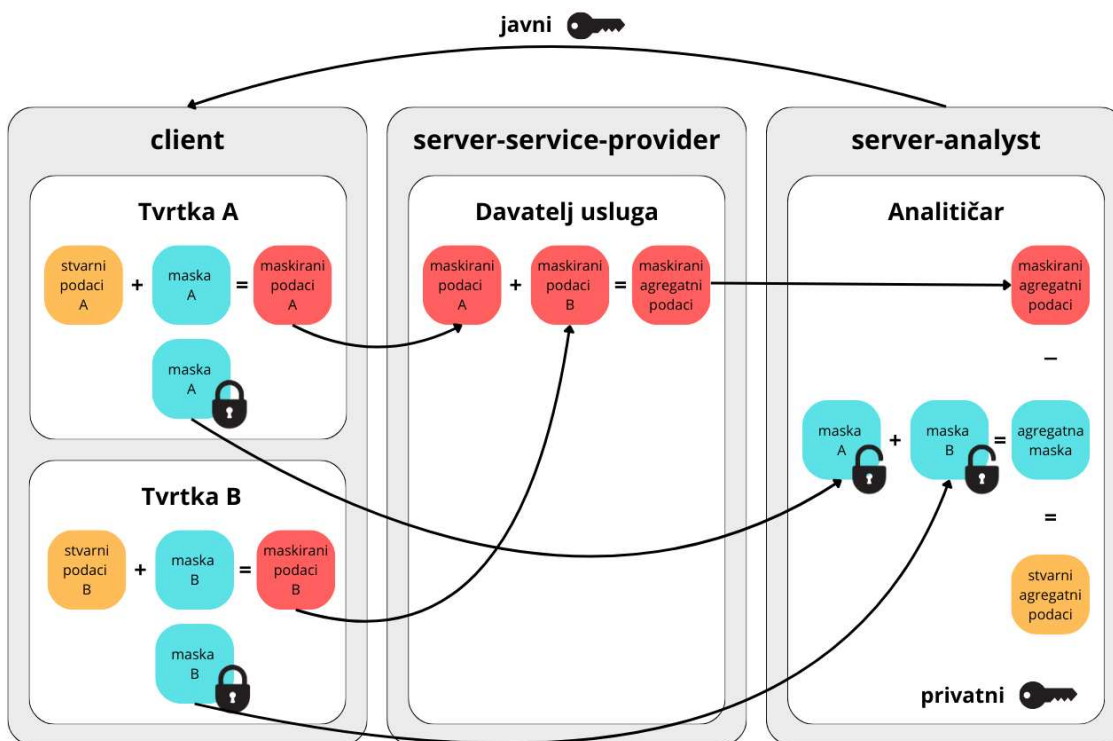 javni
client
server-service-provider
server-analyst
Tvrtka A
stvarni
podaci
A
+
maska
A
=
maskirani
podaci
A
maska
A
Tvrtka B
stvarni
podaci
B
+
maska
B
=
maskirani
podaci
B
maska
B
Davatelj usluga
maskirani
podaci
A
+
maskirani
podaci
B
=
maskirani
agregatni
podaci
Analitičar
maskirani
agregatni
podaci
–
maska
A
+
maska
B
=
agregatna
maska
=
stvarni
agregatni
podaci
privatni